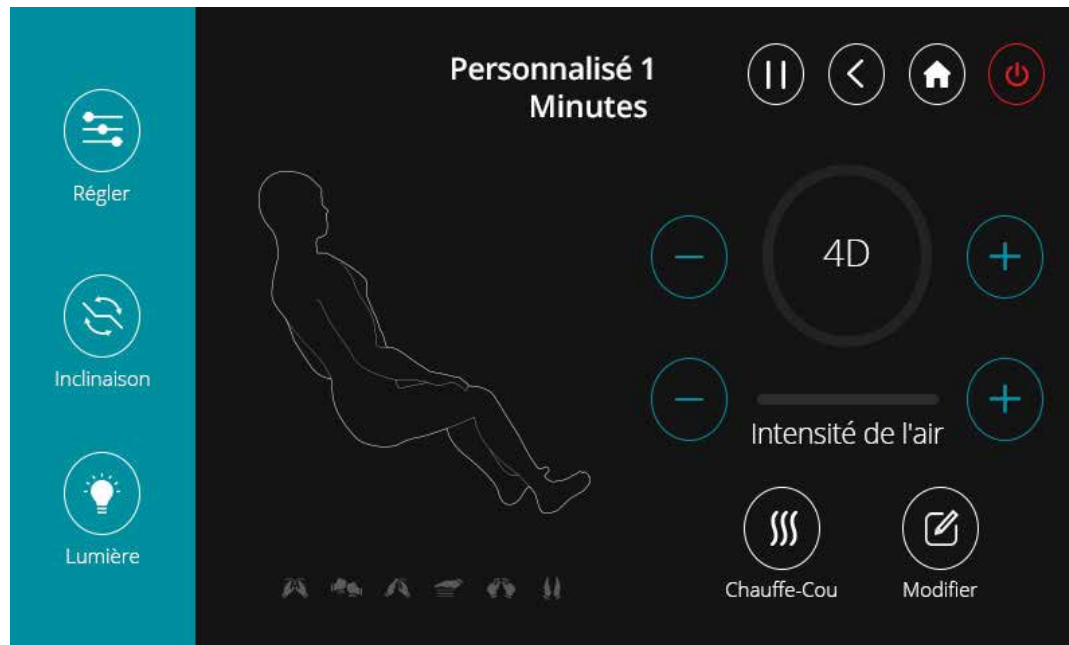 Personnalisé 1
Minutes
Régler
Inclinaison
Lumière
4D
Intensité de l'air
Chauffe-Cou
Modifier